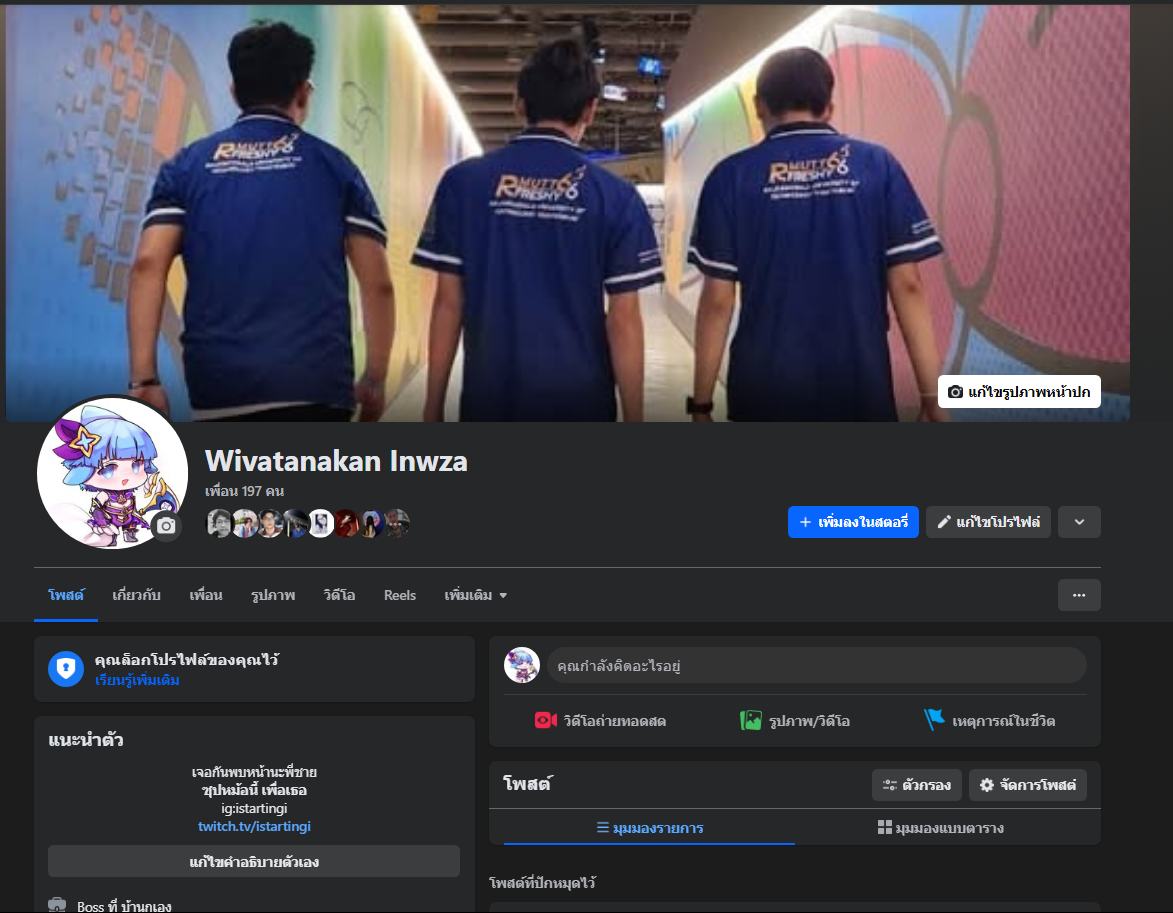 RMUTT 63
FRESHY 66
RMUTT 63
FRESHY 66
RMUTT 63
FRESHY 66
แก้ไขรูปภาพหน้าปก
Wivatanakan Inwza
เพื่อน 197 คน
+ เพิ่มลงในสตอรี่
แก้ไขโปรไฟล์
โพสต์ เกี่ยวกับ เพื่อน รูปภาพ วิดีโอ Reels เพิ่มเติม
คุณล็อกโปรไฟล์ของคุณไว้
เรียนรู้เพิ่มเติม
แนะนำตัว
เจอกันพบหน้านะพี่ชาย
ซุปหม้อนี้ เพื่อเธอ
ig:istartingi
twitch.tv/istartingi
แก้ไขคำอธิบายตัวเอง
Boss ที่ บ้านกูเอง
คุณกำลังคิดอะไรอยู่
วิดีโอถ่ายทอดสด รูปภาพ/วิดีโอ เหตุการณ์ในชีวิต
โพสต์
ตัวกรอง
จัดการโพสต์
มุมมองรายการ
มุมมองแบบตาราง
โพสต์ที่ปักหมุดไว้